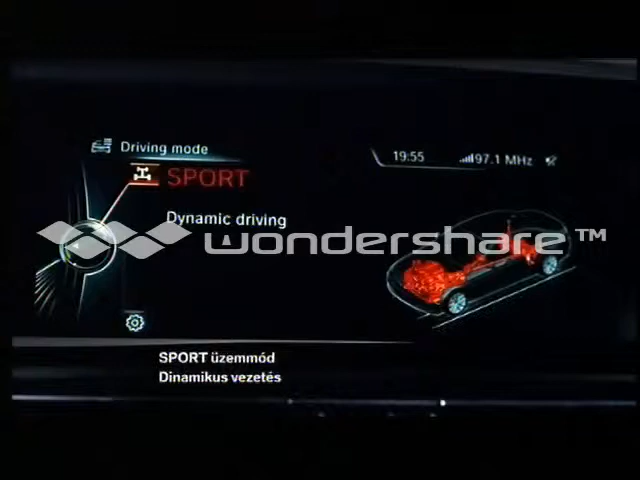 Driving mode
19:55
97.1 MHz
SPORT
Dynamic driving
wondershare™
SPORT üzemmód
Dinamikus vezetés